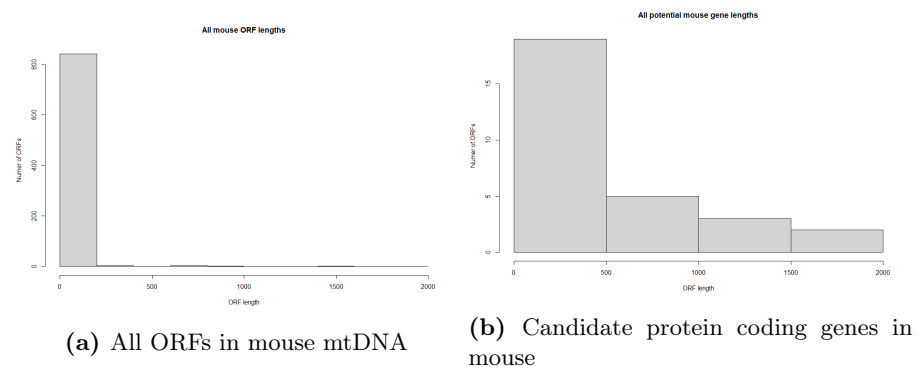 All mouse ORF lengths
Numer of ORFs
800
600
400
200
0
0
500
1000
1500
2000
ORF length
(a) All ORFs in mouse mtDNA
All potential mouse gene lengths
Numer of ORFs
15
10
5
0
0
500
1000
1500
2000
ORF length
(b) Candidate protein coding genes in
mouse